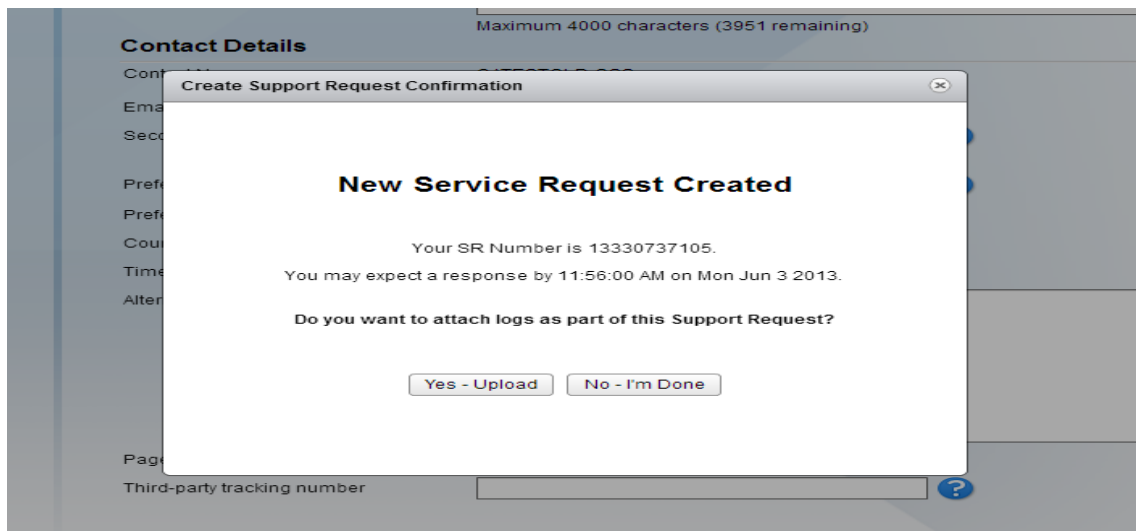 Maximum 4000 characters (3951 remaining)
Contact Details
Create Support Request Confirmation
New Service Request Created
Your SR Number is 13330737105.
You may expect a response by 11:56:00 AM on Mon Jun 3 2013.
Do you want to attach logs as part of this Support Request?
Yes - Upload
No - I'm Done
Third-party tracking number
?